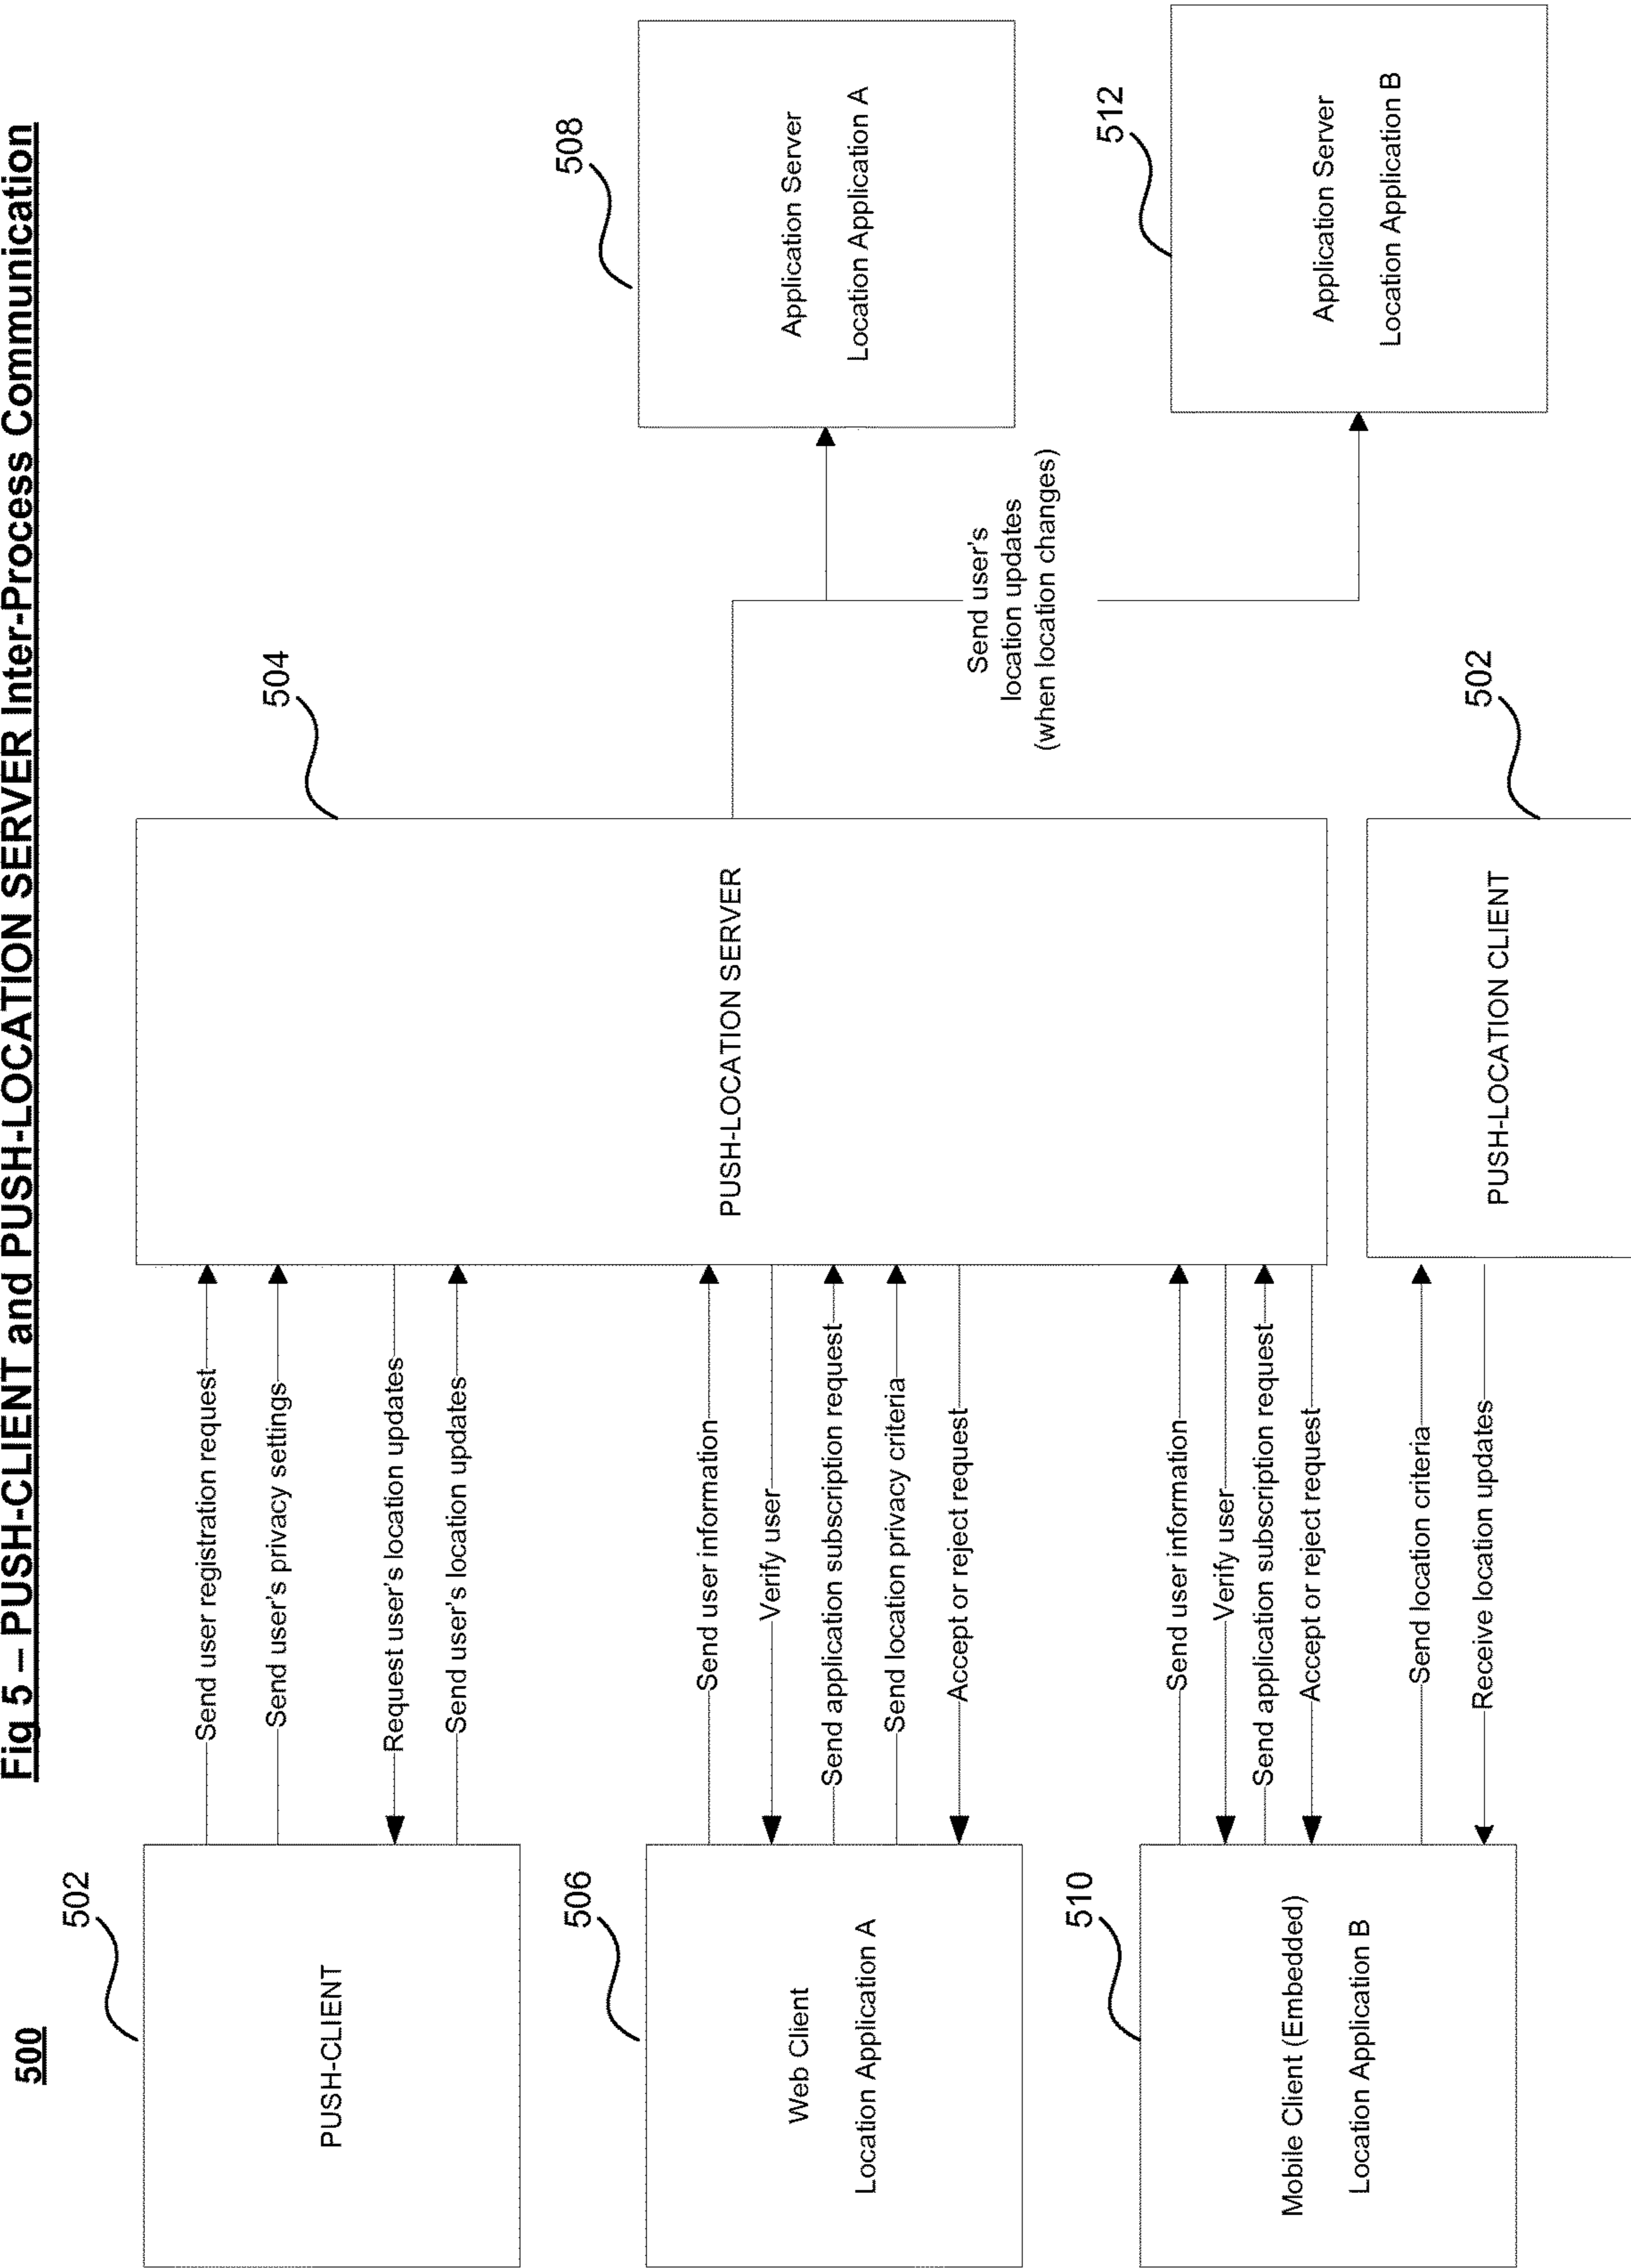 Fig 5 – PUSH-CLIENT and PUSH-LOCATION SERVER Inter-Process Communication
500
502
PUSH-CLIENT
Send user registration request
Send user's privacy settings
Request user's location updates
Send user's location updates
504
PUSH-LOCATION SERVER
506
Web Client
Location Application A
Send user information
Verify user
Send application subscription request
Send location privacy criteria
Accept or reject request
508
Application Server
Location Application A
Send user's
location updates
(when location changes)
510
Mobile Client (Embedded)
Location Application B
Send user information
Verify user
Send application subscription request
Accept or reject request
Send location criteria
Receive location updates
512
Application Server
Location Application B
502
PUSH-LOCATION CLIENT